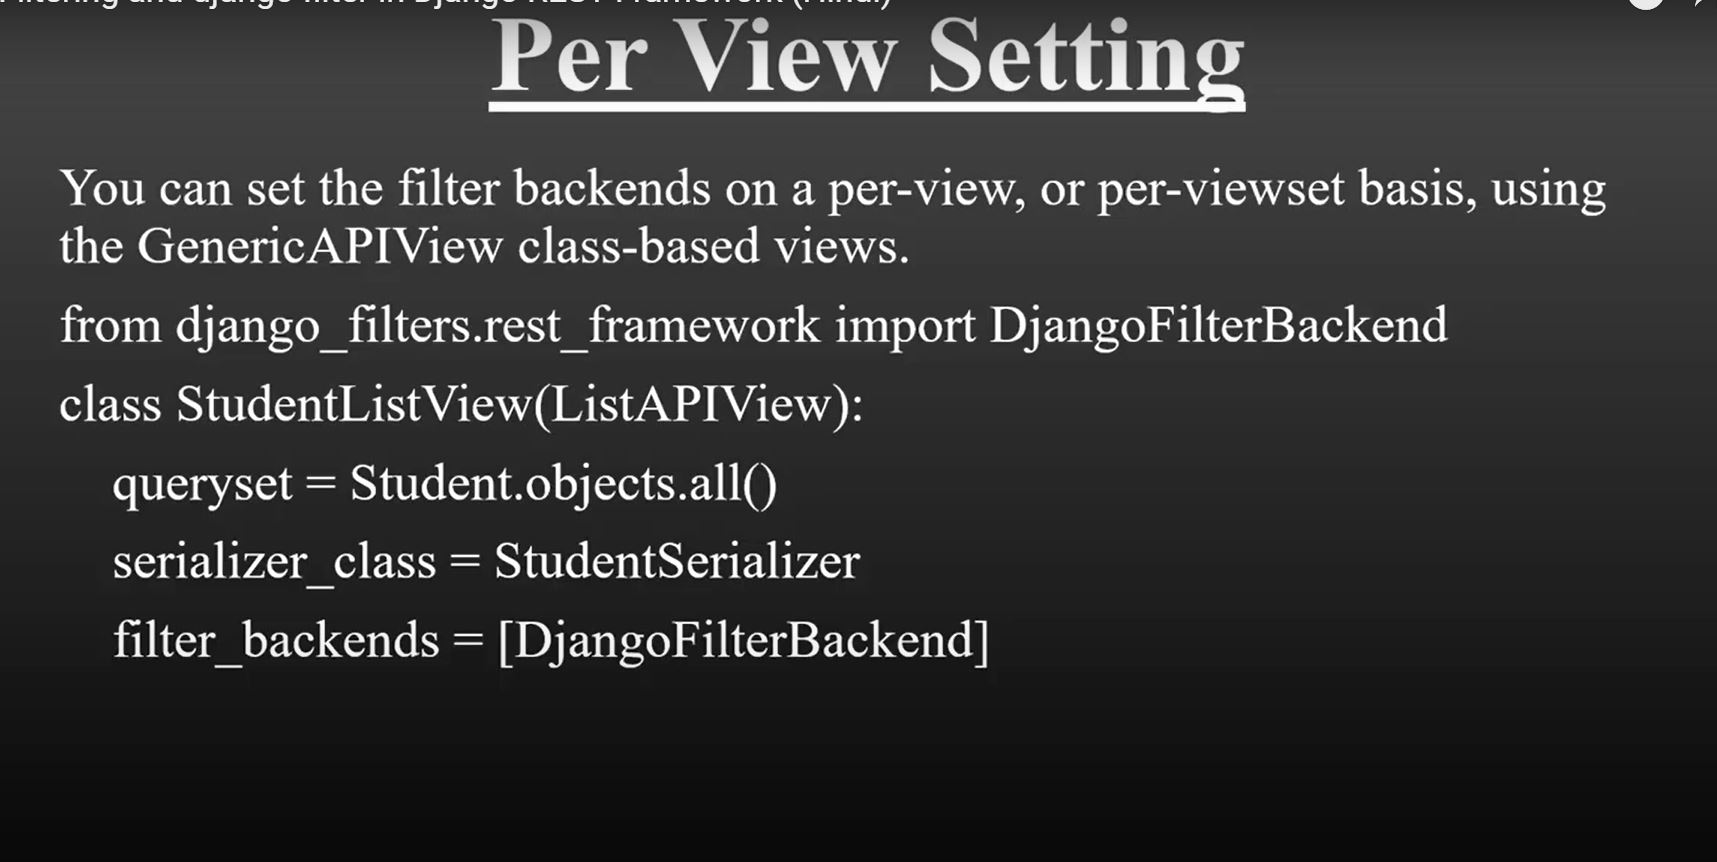 Filtering and django-filter in Django REST Framework (Hindi)
Per View Setting
You can set the filter backends on a per-view, or per-viewset basis, using
the GenericAPIView class-based views.
from django_filters.rest_framework import DjangoFilterBackend
class StudentListView(ListAPIView):
queryset = Student.objects.all()
serializer_class = StudentSerializer
filter_backends = [DjangoFilterBackend]